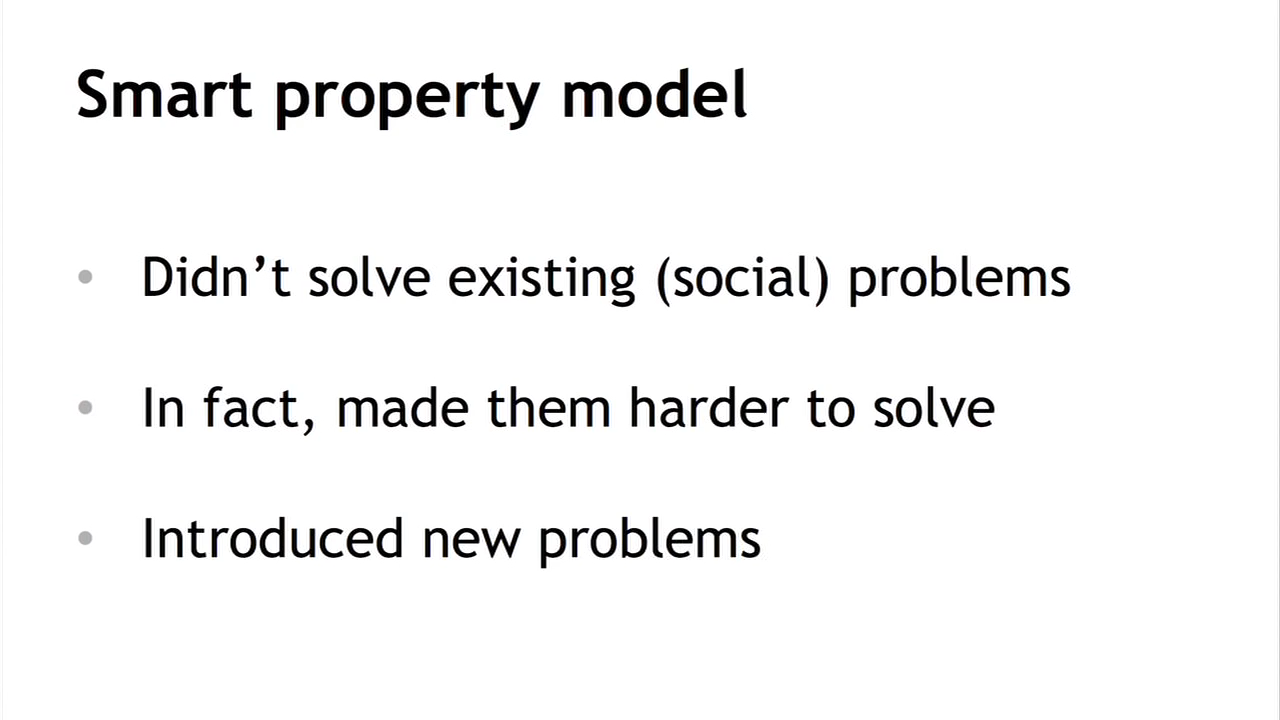 Smart property model
• Didn’t solve existing (social) problems
• In fact, made them harder to solve
• Introduced new problems